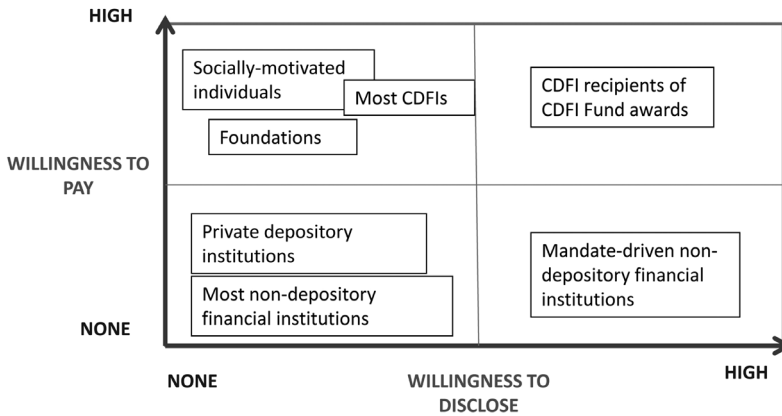 HIGH
Socially-motivated
individuals
Most CDFIs
CDFI recipients of
CDFI Fund awards
Foundations
WILLINGNESS TO
PAY
Private depository
institutions
Most non-depository
financial institutions
Mandate-driven non-
depository financial
institutions
NONE
NONE
WILLINGNESS TO
DISCLOSE
HIGH